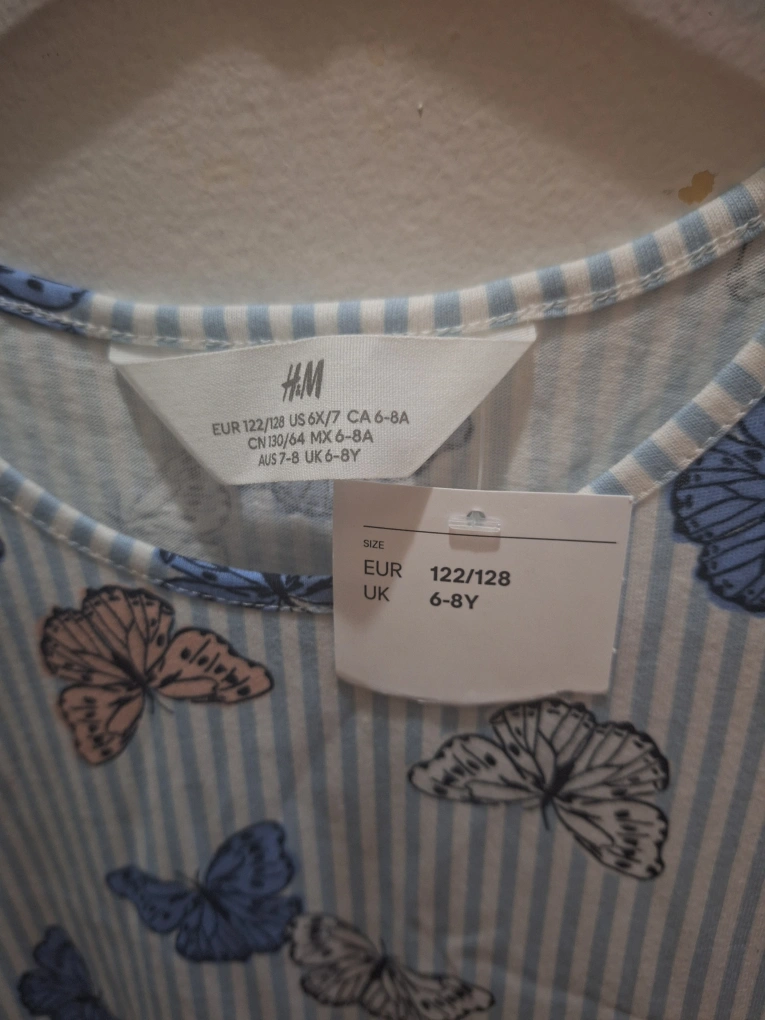 H&M
EUR 122/128 US 6X/7 CA 6-8A
CN 130/64 MX 6-8A
AUS 7-8 UK 6-8Y
SIZE
EUR 122/128
UK 6-8Y